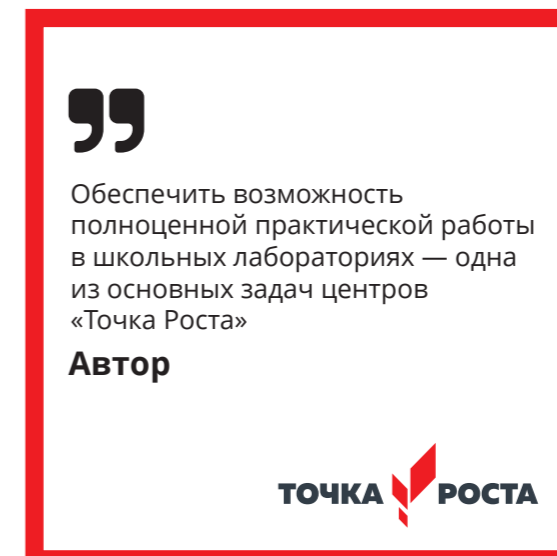 ”
Обеспечить возможность
полноценной практической работы
в школьных лабораториях — одна
из основных задач центров
«Точка Роста»
Автор
ТОЧКА РОСТА